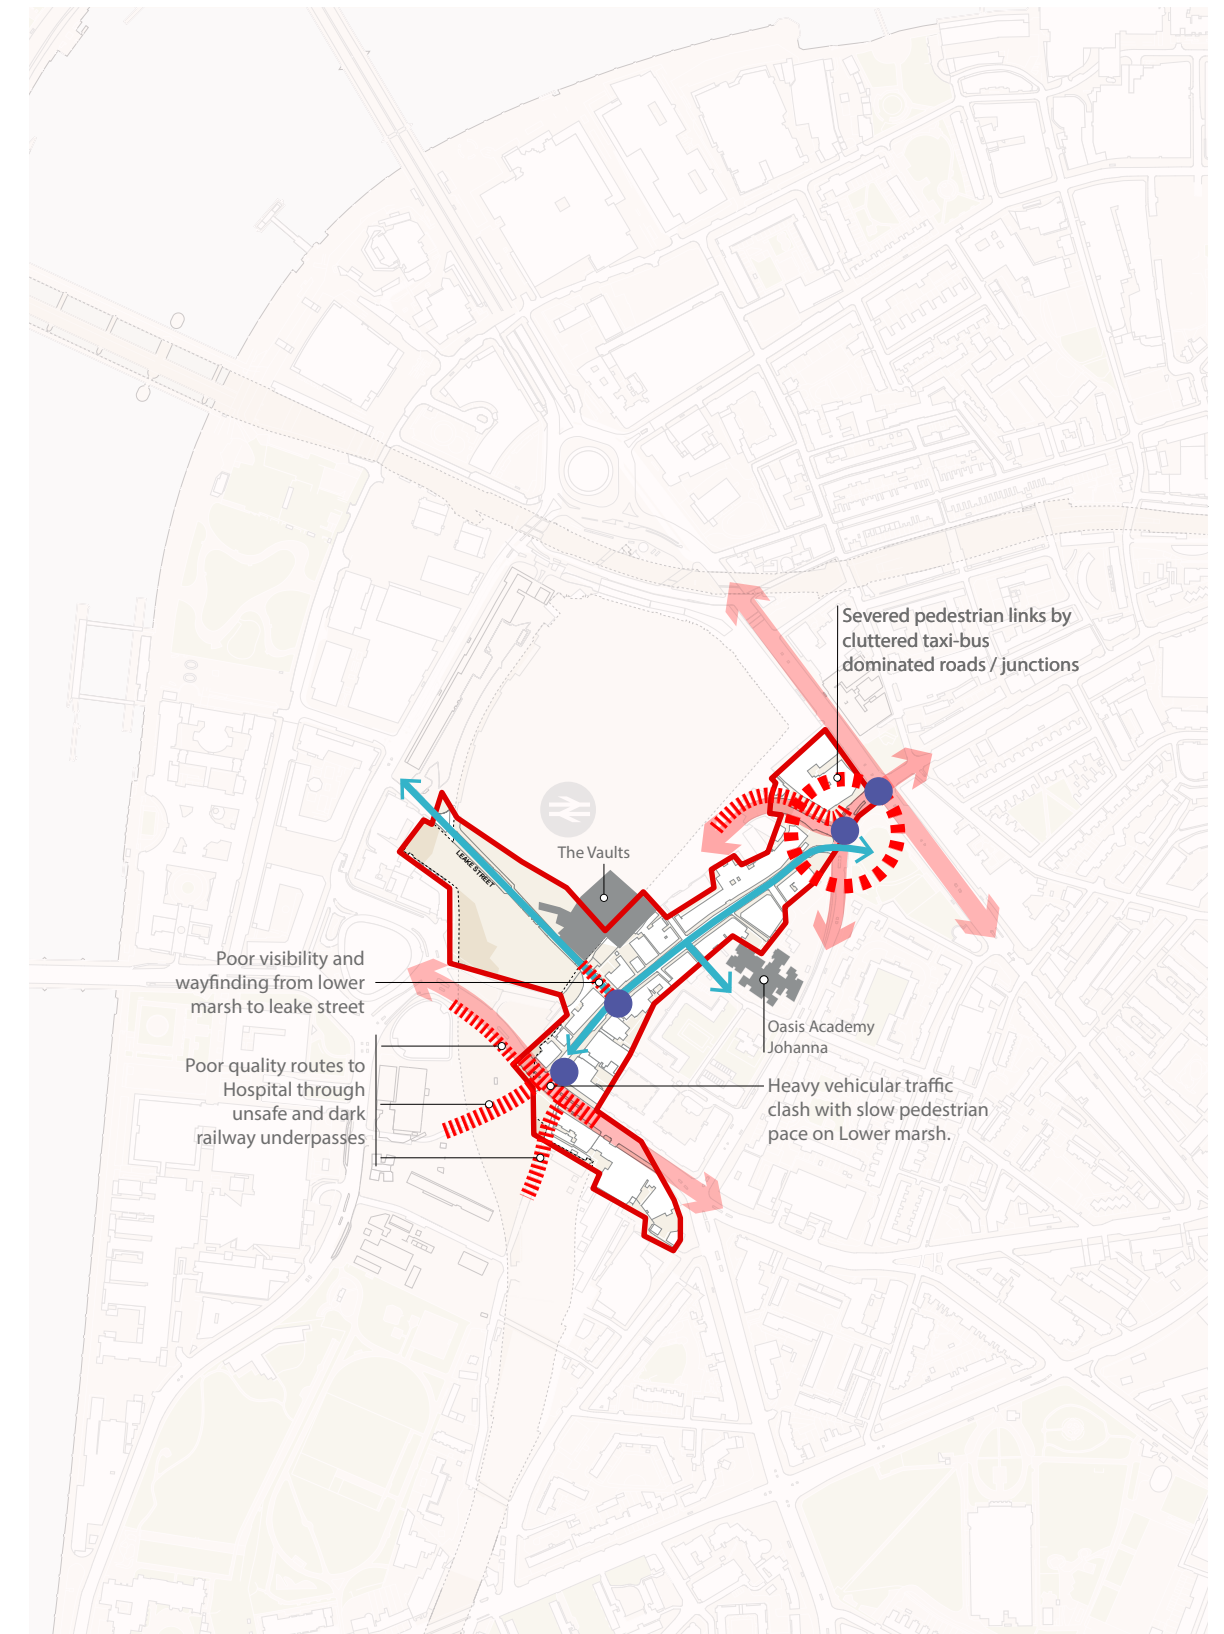 Severed pedestrian links by
cluttered taxi-bus
dominated roads / junctions
The Vaults
LEAKE STREET
Poor visibility and
wayfinding from lower
marsh to leake street
Oasis Academy
Johanna
Poor quality routes to
Hospital through
unsafe and dark
railway underpasses
Heavy vehicular traffic
clash with slow pedestrian
pace on Lower marsh.